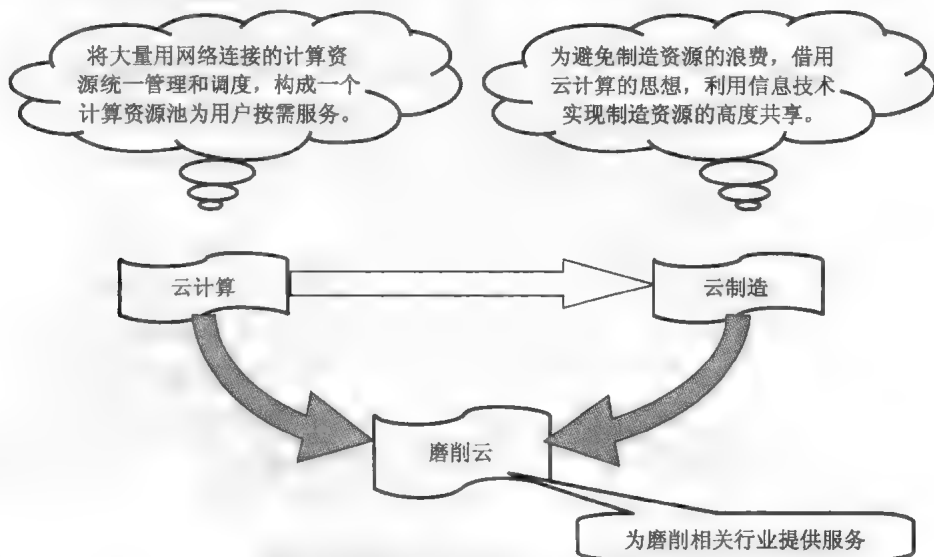 将大量用网络连接的计算资
源统一管理和调度，构成一个
计算资源池为用户按需服务。
为避免制造资源的浪费，借用
云计算的思想，利用信息技术
实现制造资源的高度共享。
云计算
云制造
磨削云
为磨削相关行业提供服务